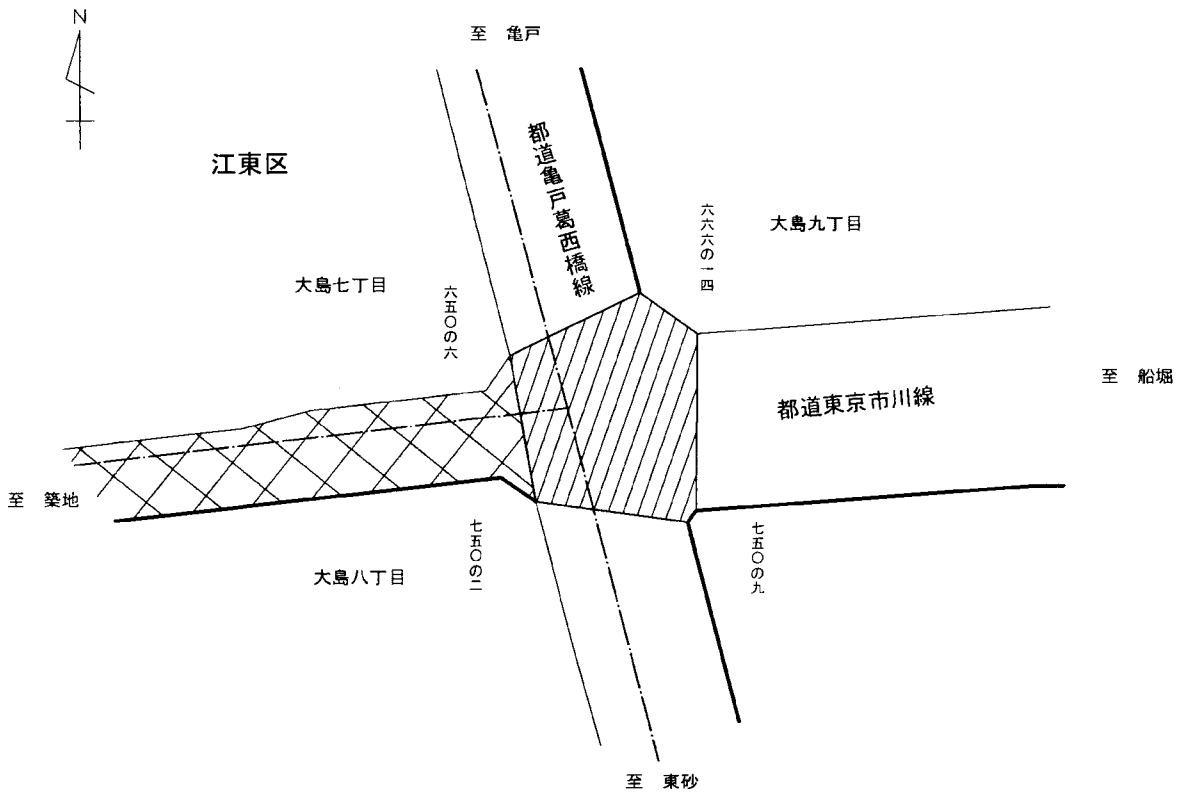 N
至 亀戸
江東区
都道亀戸葛西橋線
六六六の一四
大島九丁目
大島七丁目
六五〇の六
至 船堀
都道東京市川線
至 築地
七五〇の二
七五〇の九
大島八丁目
至 東砂